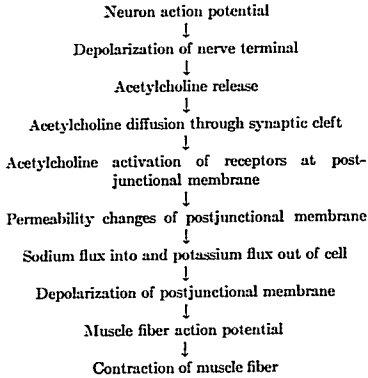 Neuron action potential
↓
Depolarization of nerve terminal
↓
Acetylcholine release
↓
Acetylcholine diffusion through synaptic cleft
↓
Acetylcholine activation of receptors at post-
junctional membrane
↓
Permeability changes of postjunctional membrane
↓
Sodium flux into and potassium flux out of cell
↓
Depolarization of postjunctional membrane
↓
Muscle fiber action potential
↓
Contraction of muscle fiber